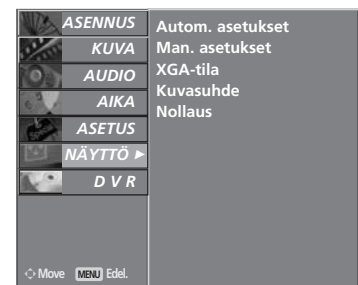 ASENNUS
KUVA
AUDIO
AIKA
ASETUS
NÄYTTÖ ►
D V R
Autom. asetukset
Man. asetukset
XGA-tila
Kuvasuhde
Nollaus
Move MENU Edel.